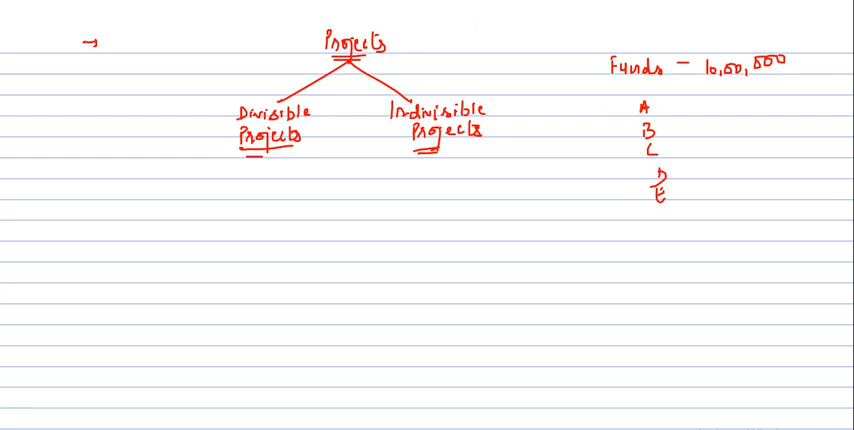 → Projects
Funds - 10,00,000
Divisible Indivisible
Projects Projects
A
B
C
D
E